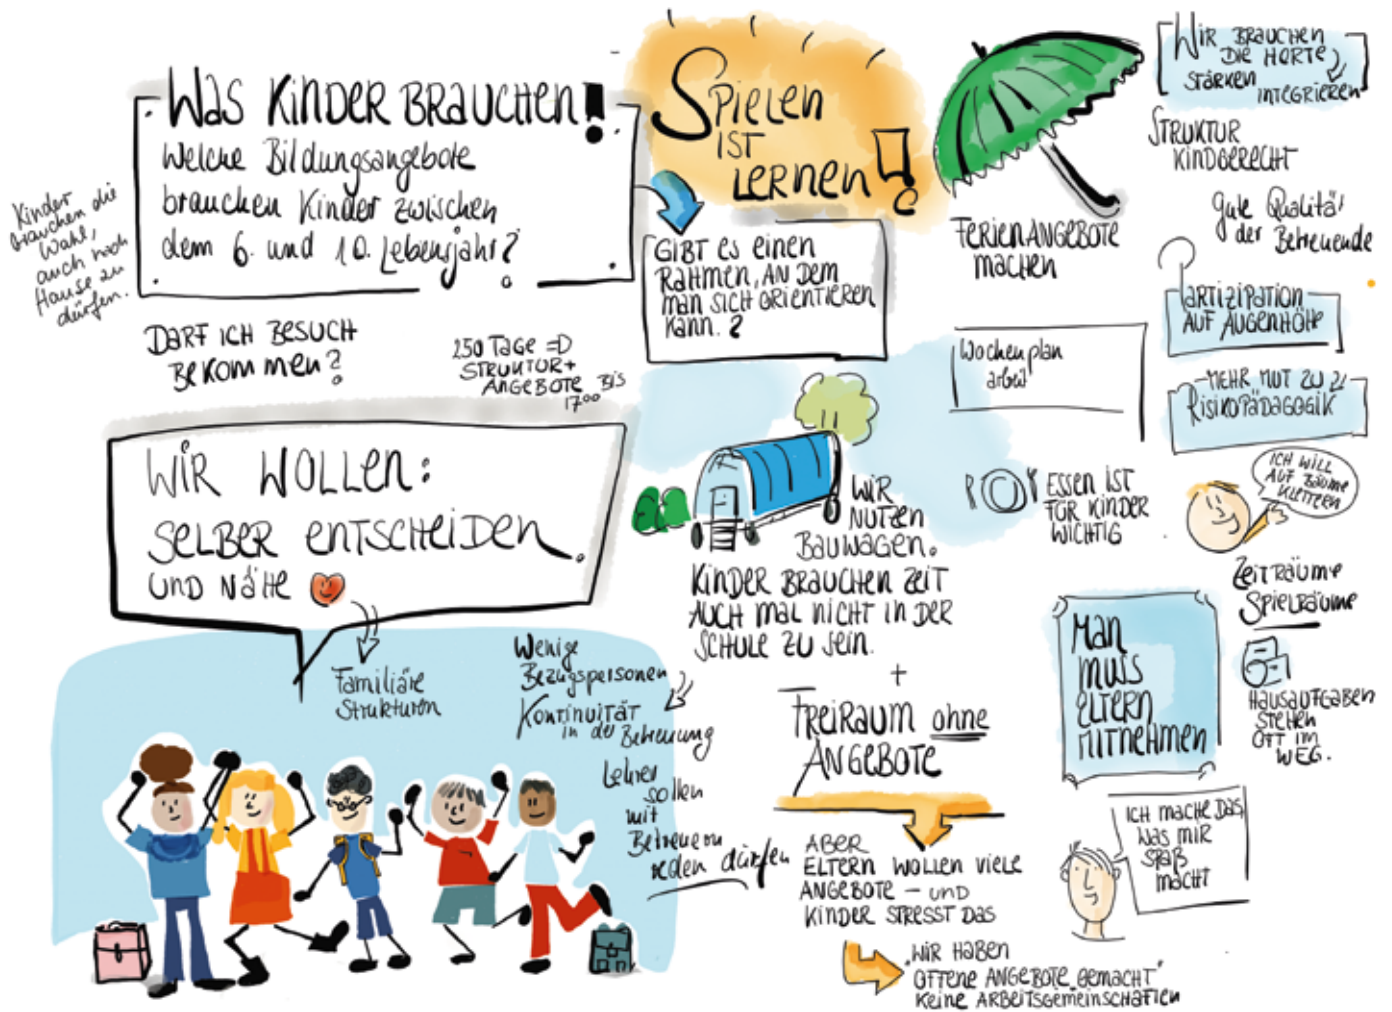 Was Kinder brauchen!
Welche Bildungsangebote
brauchen Kinder zwischen
dem 6. und 10. Lebensjahr?
Kinder
brauchen die
Wahl,
auch nach
Hause zu
dürfen.
Darf ich Besuch
bekommen?
250 Tage =D
Struktur +
Angebote bis
17⁰⁰
Spielen
ist
lernen!
Gibt es einen
Rahmen, an dem
man sich orientieren
kann.?
Ferienangebote
machen
Wir brauchen
die Horte
stärken
integrieren
Struktur
kindgerecht
Gute Qualität
der Betreuende
Partizipation
auf Augenhöhe
Wochenplan
arbeit
Mehr Mut zu
Risikopädagogik
Wir wollen:
selber entscheiden.
und Nähe
Familiäre
Strukturen
Wir
nutzen
Bauwagen.
Kinder brauchen Zeit
auch mal nicht in der
Schule zu sein.
+
Freiraum ohne
Angebote
Aber
Eltern wollen viele
Angebote – und
Kinder stresst das
"Wir haben
offene Angebote gemacht"
keine Arbeitsgemeinschaften
Essen ist
für Kinder
wichtig
Ich will
auf Bäume
klettern
Zeiträume
Spielräume
Man
muss
Eltern
mitnehmen
Hausaufgaben
stehen
oft im
Weg.
Wenige
Bezugspersonen
Kontinuität
in der Betreuung
Lehrer
sollen
mit
Betreuern
reden dürfen
Ich mache das,
was mir
Spaß
macht